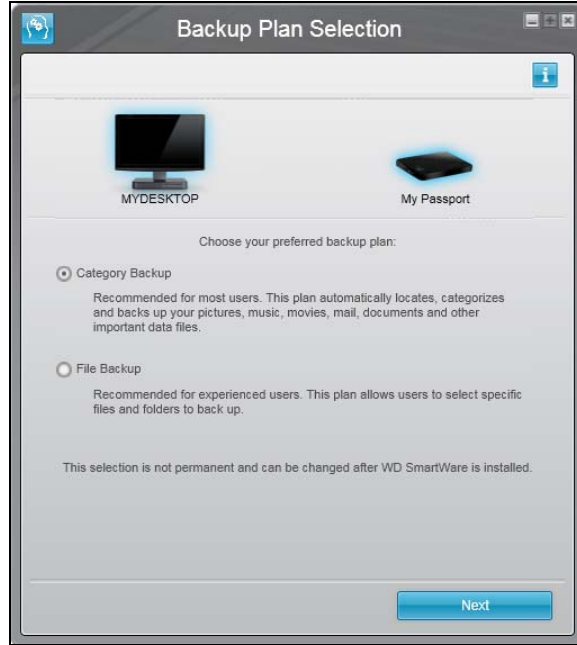 Backup Plan Selection
i
MYDESKTOP
My Passport
Choose your preferred backup plan:
Category Backup
Recommended for most users. This plan automatically locates, categorizes
and backs up your pictures, music, movies, mail, documents and other
important data files.
File Backup
Recommended for experienced users. This plan allows users to select specific
files and folders to back up.
This selection is not permanent and can be changed after WD SmartWare is installed.
Next